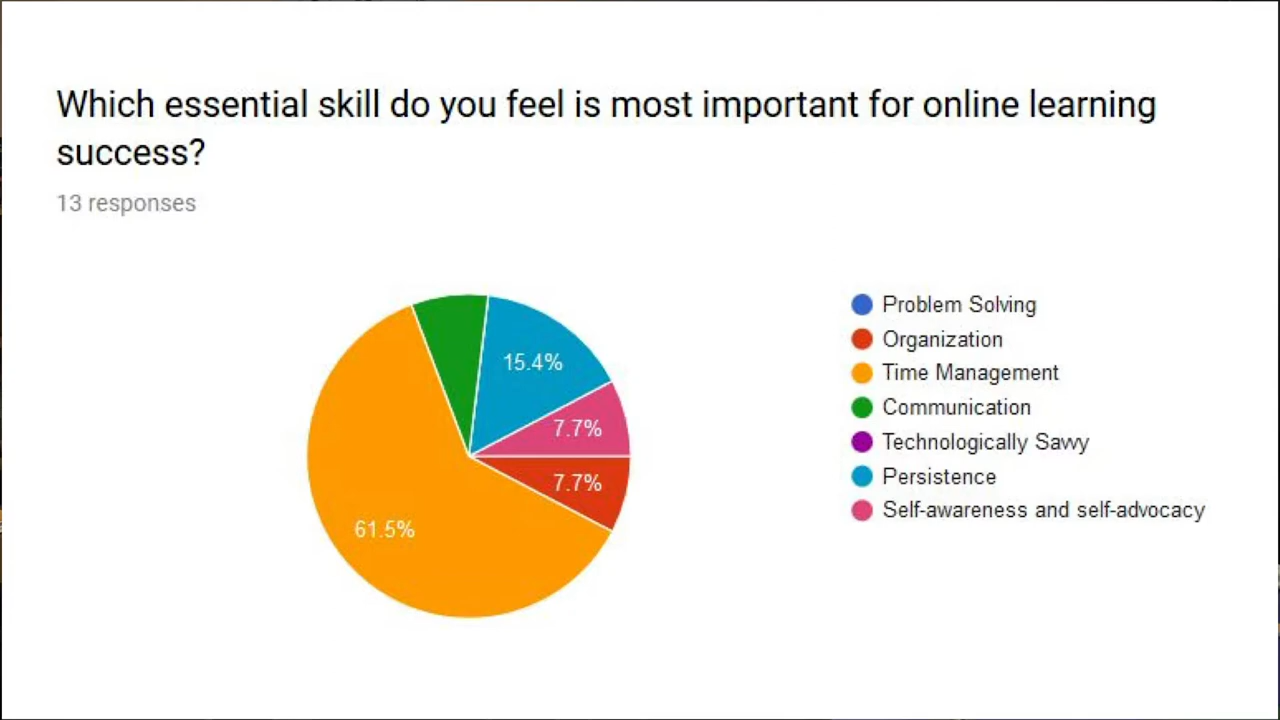 Which essential skill do you feel is most important for online learning
success?
13 responses
15.4%
7.7%
7.7%
61.5%
Problem Solving
Organization
Time Management
Communication
Technologically Savvy
Persistence
Self-awareness and self-advocacy